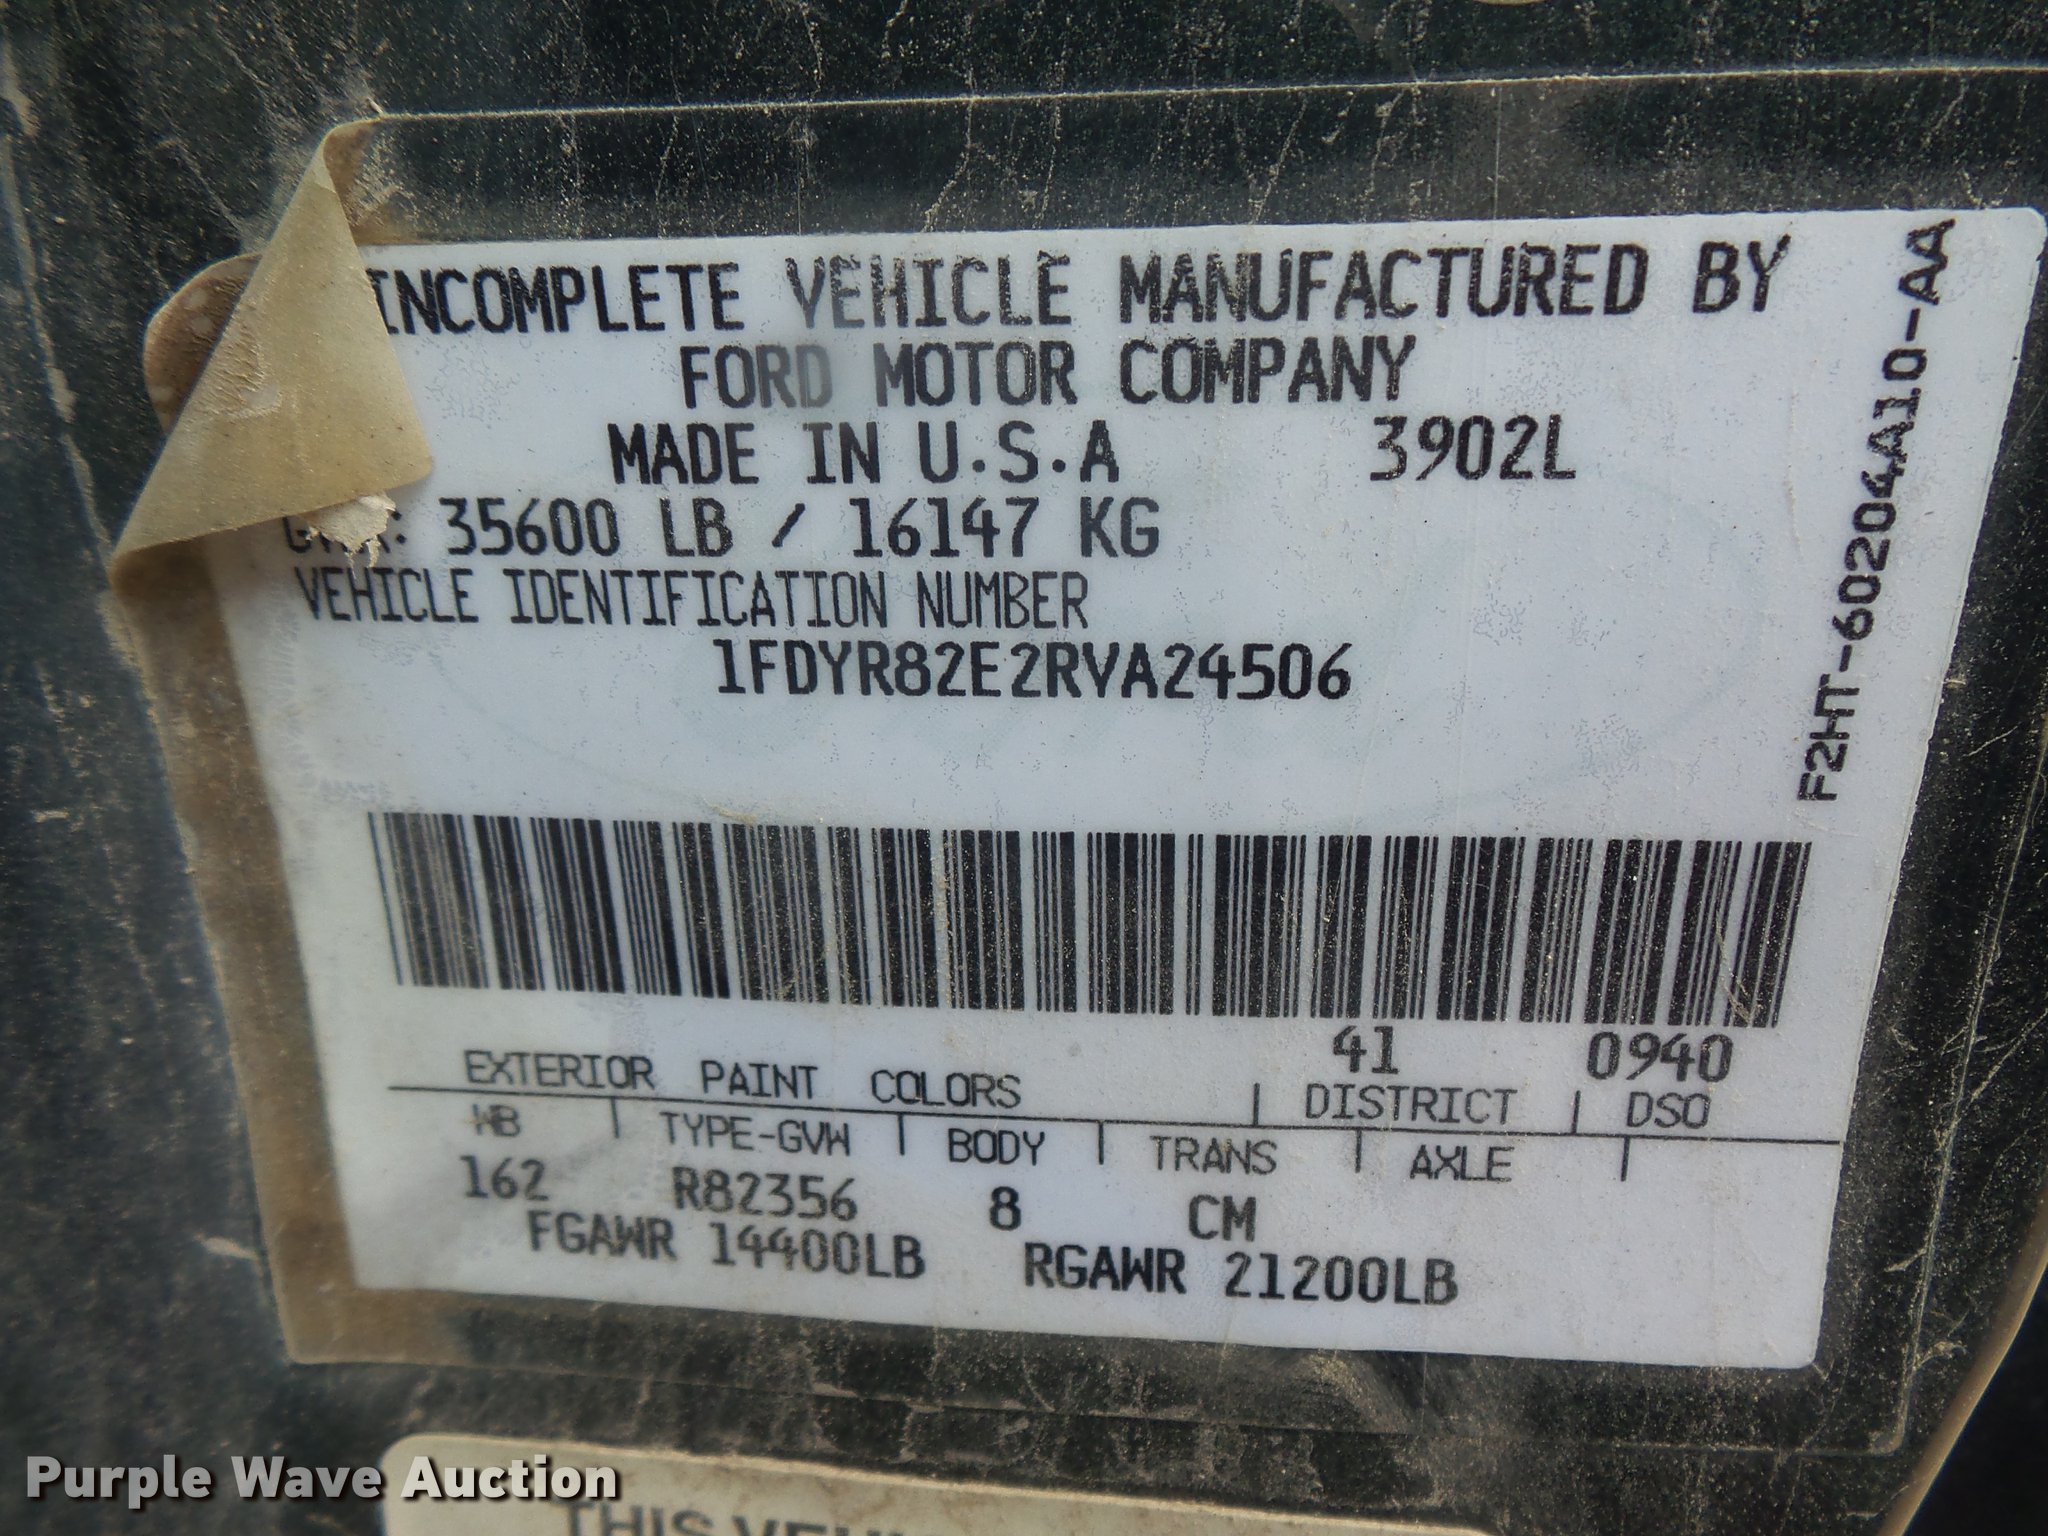 INCOMPLETE VEHICLE MANUFACTURED BY
FORD MOTOR COMPANY
MADE IN U.S.A 3902L
: 35600 LB / 16147 KG
VEHICLE IDENTIFICATION NUMBER
1FDYR82E2RVA24506
F2HT-60204A10-AA
41 0940
EXTERIOR PAINT COLORS DISTRICT DSO
WB TYPE-GVW BODY TRANS AXLE
162 R82356 8 CM
FGAWR 14400LB RGAWR 21200LB
Purple Wave Auction
THIS